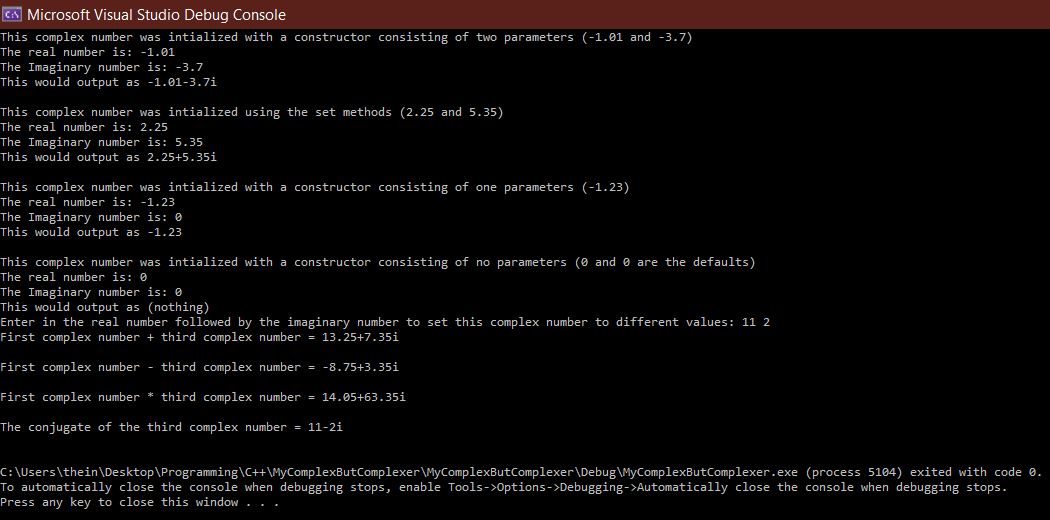 Microsoft Visual Studio Debug Console
This complex number was intialized with a constructor consisting of two parameters (-1.01 and -3.7)
The real number is: -1.01
The Imaginary number is: -3.7
This would output as -1.01-3.7i
This complex number was intialized using the set methods (2.25 and 5.35)
The real number is: 2.25
The Imaginary number is: 5.35
This would output as 2.25+5.35i
This complex number was intialized with a constructor consisting of one parameters (-1.23)
The real number is: -1.23
The Imaginary number is: 0
This would output as -1.23
This complex number was intialized with a constructor consisting of no parameters (0 and 0 are the defaults)
The real number is: 0
The Imaginary number is: 0
This would output as (nothing)
Enter in the real number followed by the imaginary number to set this complex number to different values: 11 2
First complex number + third complex number = 13.25+7.35i
First complex number - third complex number = -8.75+3.35i
First complex number * third complex number = 14.05+63.35i
The conjugate of the third complex number = 11-2i
C:\Users\thein\Desktop\Programming\C++\MyComplexButComplexer\MyComplexButComplexer\Debug\MyComplexButComplexer.exe (process 5104) exited with code 0.
To automatically close the console when debugging stops, enable Tools->Options->Debugging->Automatically close the console when debugging stops.
Press any key to close this window . . .